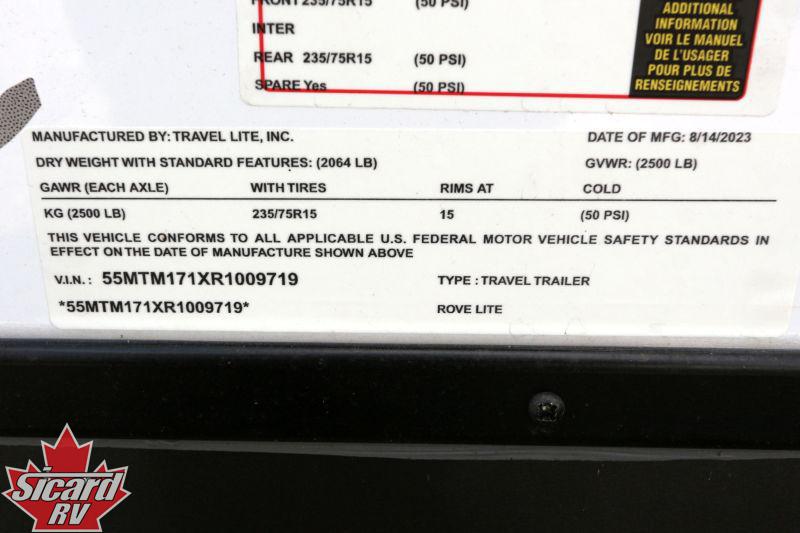 FRONT 235/75R15 (50 PSI)
INTER
REAR 235/75R15 (50 PSI)
SPARE Yes (50 PSI)
ADDITIONAL
INFORMATION
VOIR LE MANUEL
DE L'USAGER
POUR PLUS DE
RENSEIGNEMENTS
MANUFACTURED BY: TRAVEL LITE, INC. DATE OF MFG: 8/14/2023
DRY WEIGHT WITH STANDARD FEATURES: (2064 LB) GVWR: (2500 LB)
GAWR (EACH AXLE) WITH TIRES RIMS AT COLD
KG (2500 LB) 235/75R15 15 (50 PSI)
THIS VEHICLE CONFORMS TO ALL APPLICABLE U.S. FEDERAL MOTOR VEHICLE SAFETY STANDARDS IN
EFFECT ON THE DATE OF MANUFACTURE SHOWN ABOVE
V.I.N.: 55MTM171XR1009719 TYPE : TRAVEL TRAILER
*55MTM171XR1009719* ROVE LITE
Sicard
RV